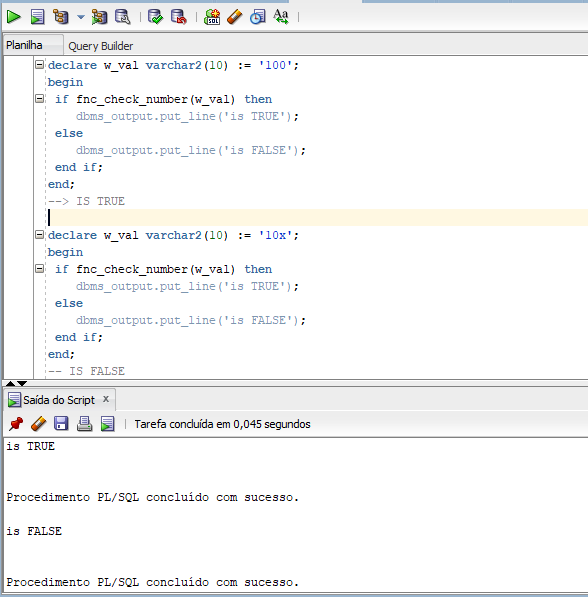 SQL
Aa
Planilha
Query Builder
declare w_val varchar2(10) := '100';
begin
 if fnc_check_number(w_val) then
    dbms_output.put_line('is TRUE');
 else
    dbms_output.put_line('is FALSE');
 end if;
end;
--> IS TRUE
declare w_val varchar2(10) := '10x';
begin
 if fnc_check_number(w_val) then
    dbms_output.put_line('is TRUE');
 else
    dbms_output.put_line('is FALSE');
 end if;
end;
-- IS FALSE
Saída do Script x
Tarefa concluída em 0,045 segundos
is TRUE
Procedimento PL/SQL concluído com sucesso.
is FALSE
Procedimento PL/SQL concluído com sucesso.